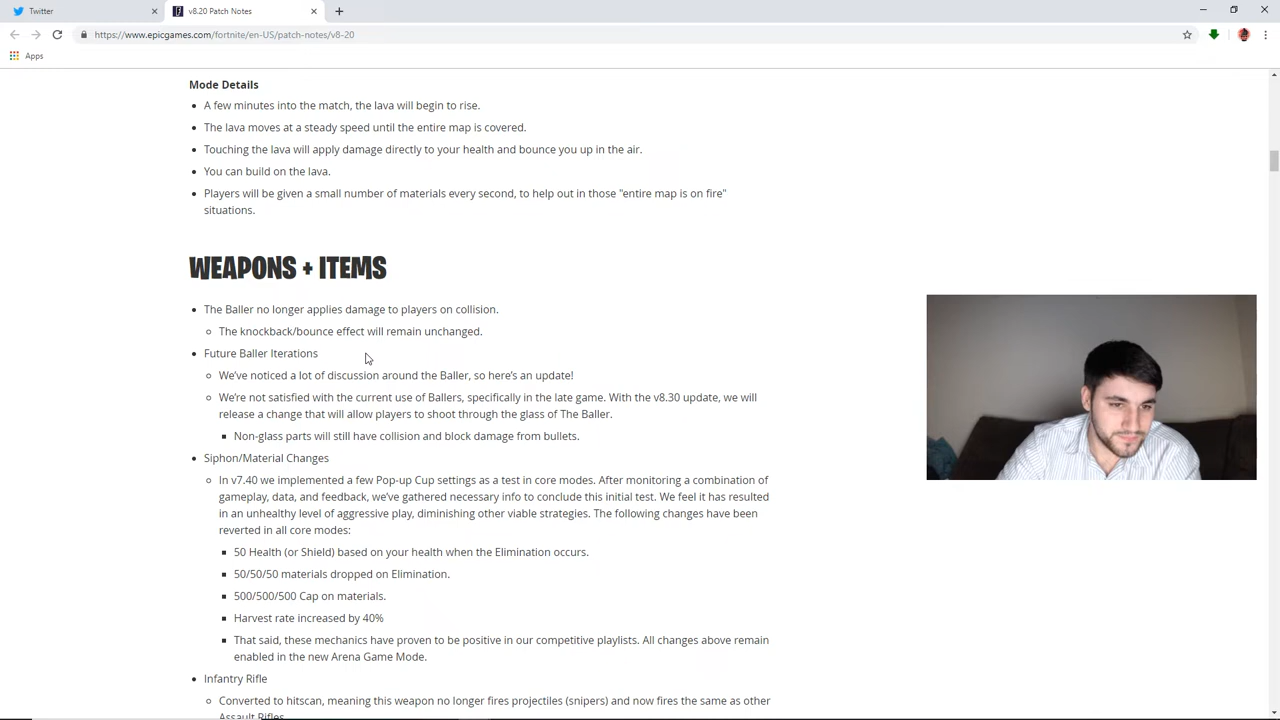 Twitter
v8.20 Patch Notes
https://www.epicgames.com/fortnite/en-US/patch-notes/v8-20
Apps
Mode Details
A few minutes into the match, the lava will begin to rise.
The lava moves at a steady speed until the entire map is covered.
Touching the lava will apply damage directly to your health and bounce you up in the air.
You can build on the lava.
Players will be given a small number of materials every second, to help out in those "entire map is on fire"
situations.
WEAPONS + ITEMS
The Baller no longer applies damage to players on collision.
The knockback/bounce effect will remain unchanged.
Future Baller Iterations
We've noticed a lot of discussion around the Baller, so here's an update!
We're not satisfied with the current use of Ballers, specifically in the late game. With the v8.30 update, we will
release a change that will allow players to shoot through the glass of The Baller.
Non-glass parts will still have collision and block damage from bullets.
Siphon/Material Changes
In v7.40 we implemented a few Pop-up Cup settings as a test in core modes. After monitoring a combination of
gameplay, data, and feedback, we've gathered necessary info to conclude this initial test. We feel it has resulted
in an unhealthy level of aggressive play, diminishing other viable strategies. The following changes have been
reverted in all core modes:
50 Health (or Shield) based on your health when the Elimination occurs.
50/50/50 materials dropped on Elimination.
500/500/500 Cap on materials.
Harvest rate increased by 40%
That said, these mechanics have proven to be positive in our competitive playlists. All changes above remain
enabled in the new Arena Game Mode.
Infantry Rifle
Converted to hitscan, meaning this weapon no longer fires projectiles (snipers) and now fires the same as other
Assault Rifles